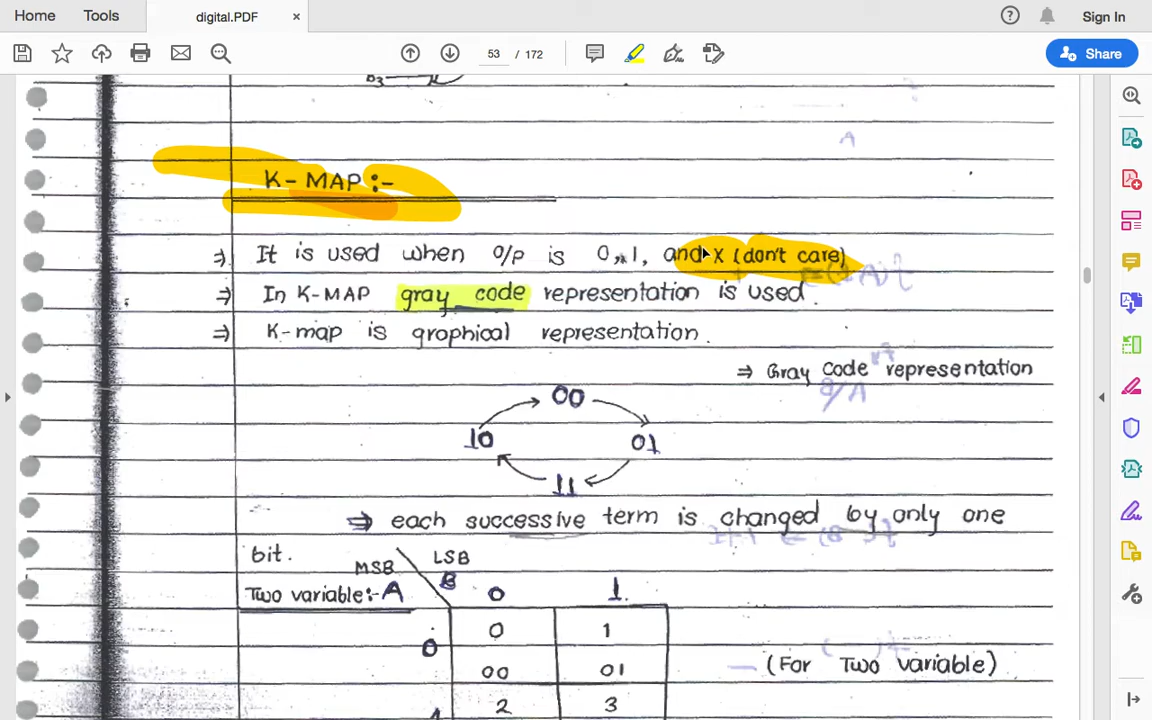 Home Tools digital.PDF ×
Sign In
53 / 172
Share
K - MAP :-
⇒ It is used when O/P is 0, 1, and X (don't care)
⇒ In K-MAP gray code representation is used.
⇒ K-map is graphical representation.
⇒ Gray Code representation
00
10 01
11
⇒ each successive term is changed by only one
bit.
MSB LSB
Two variable:- A B 0 1
0 1
0
00 01
(For Two variable)
2 3